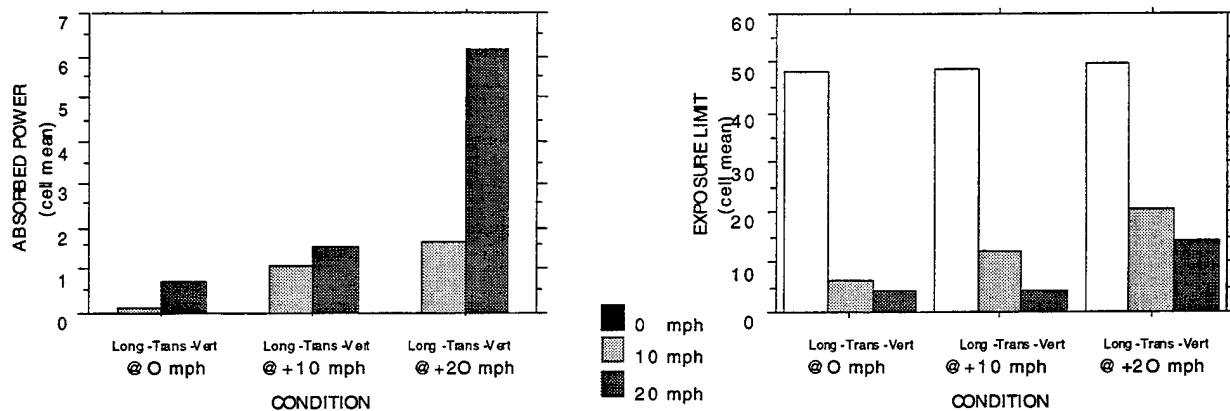 ABSORBED POWER
(cell mean)
7
6
5
4
3
2
1
0
Long-Trans-Vert
@ 0 mph
Long-Trans-Vert
@ +10 mph
Long-Trans-Vert
@ +20 mph
CONDITION
0 mph
10 mph
20 mph
EXPOSURE LIMIT
(cell mean)
60
50
40
30
20
10
0
Long-Trans-Vert
@ 0 mph
Long-Trans-Vert
@ +10 mph
Long-Trans-Vert
@ +20 mph
CONDITION